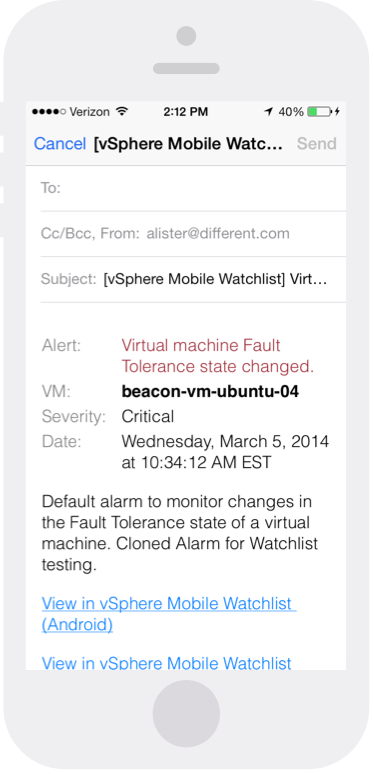 Verizon 2:12 PM 40%
Cancel [vSphere Mobile Watc... Send
To:
Cc/Bcc, From: alister@different.com
Subject: [vSphere Mobile Watchlist] Virt...
Alert: Virtual machine Fault
Tolerance state changed.
VM: beacon-vm-ubuntu-04
Severity: Critical
Date: Wednesday, March 5, 2014
at 10:34:12 AM EST
Default alarm to monitor changes in
the Fault Tolerance state of a virtual
machine. Cloned Alarm for Watchlist
testing.
View in vSphere Mobile Watchlist
(Android)
View in vSphere Mobile Watchlist